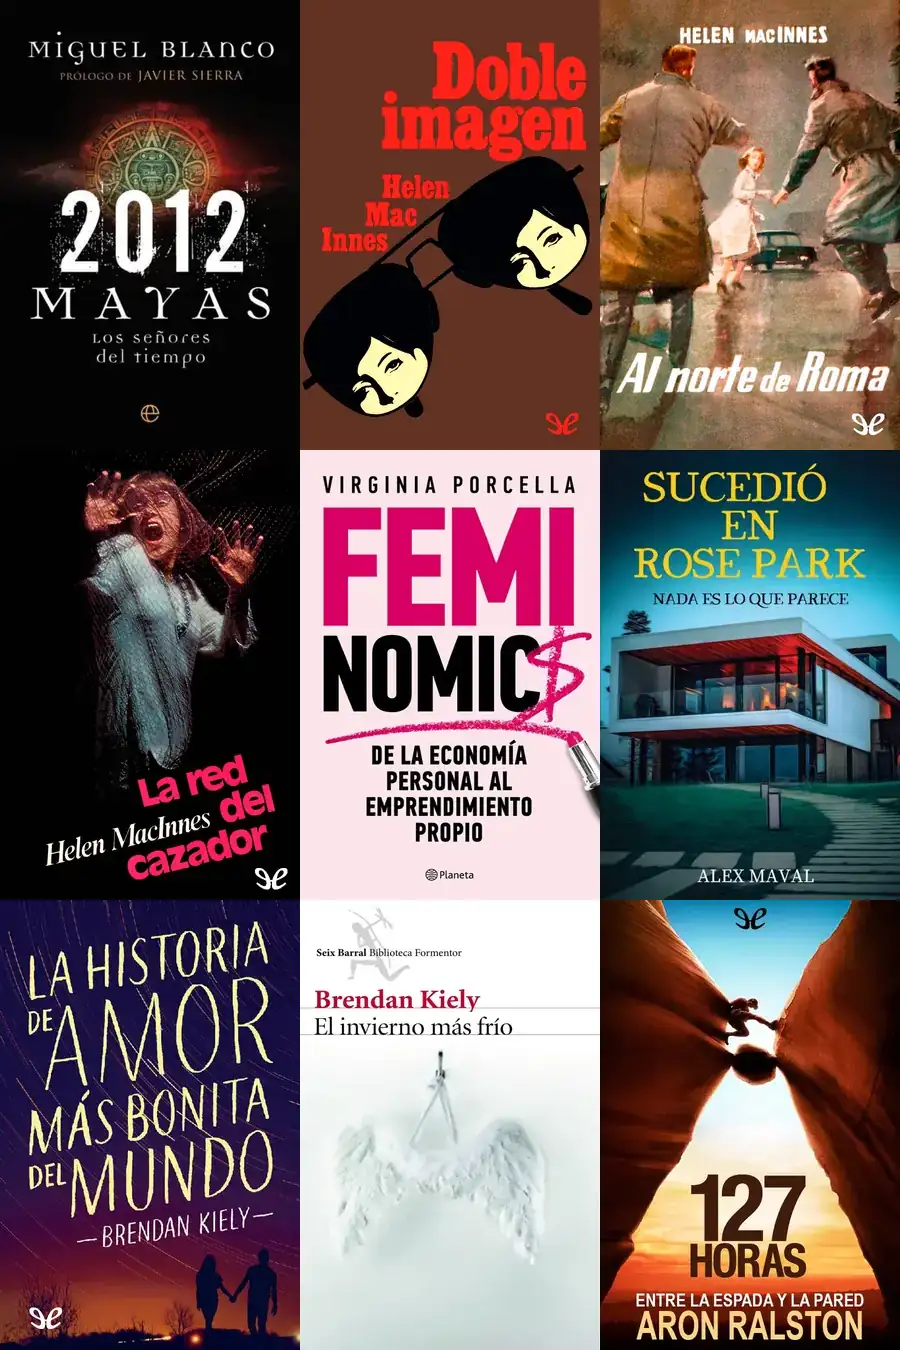 MIGUEL BLANCO
PRÓLOGO DE JAVIER SIERRA
2012
MAYAS
Los señores
del tiempo
Doble
imagen
Helen
Mac
Innes
HELEN MACINNES
Al norte de Roma
La red
del
cazador
Helen MacInnes
VIRGINIA PORCELLA
FEMI
NOMIC$
DE LA ECONOMÍA
PERSONAL AL
EMPRENDIMIENTO
PROPIO
Planeta
SUCEDIÓ
EN
ROSE PARK
NADA ES LO QUE PARECE
ALEX MAVAL
LA HISTORIA
DE AMOR
MÁS BONITA
DEL MUNDO
—BRENDAN KIELY—
Seix Barral Biblioteca Formentor
Brendan Kiely
El invierno más frío
127
HORAS
ENTRE LA ESPADA Y LA PARED
ARON RALSTON